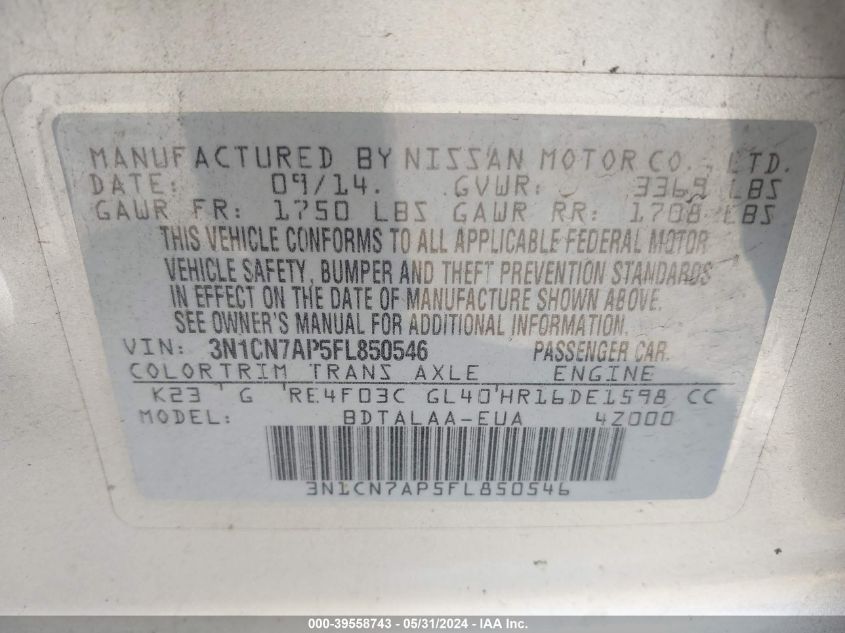 MANUFACTURED BY NISSAN MOTOR CO., LTD.
DATE: 09/14. GVWR: 3369 LBS
GAWR FR: 1750 LBS GAWR RR: 1708 LBS
THIS VEHICLE CONFORMS TO ALL APPLICABLE FEDERAL MOTOR
VEHICLE SAFETY, BUMPER AND THEFT PREVENTION STANDARDS
IN EFFECT ON THE DATE OF MANUFACTURE SHOWN ABOVE.
SEE OWNER'S MANUAL FOR ADDITIONAL INFORMATION.
VIN: 3N1CN7AP5FL850546 PASSENGER CAR.
COLOR TRIM TRANS AXLE ENGINE
K23 G RE4F03C GL40 HR16DE1598 CC
MODEL: BDTALAA-EUA 4Z000
3N1CN7AP5FL850546
000-39558743 - 05/31/2024 - IAA Inc.